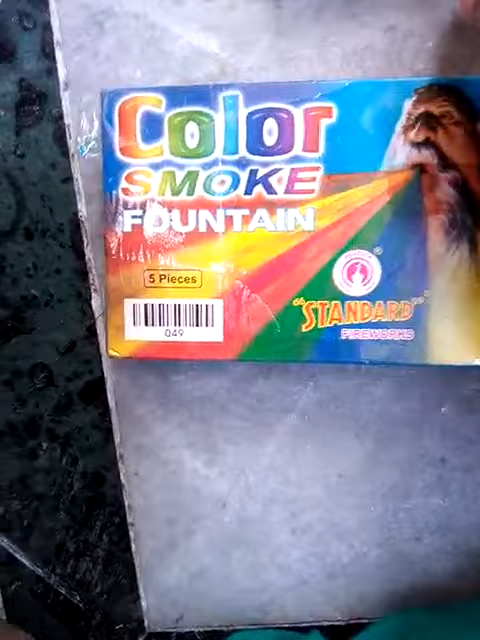 Color
SMOKE
FOUNTAIN
5 Pieces
049
"STANDARD"
FIREWORKS